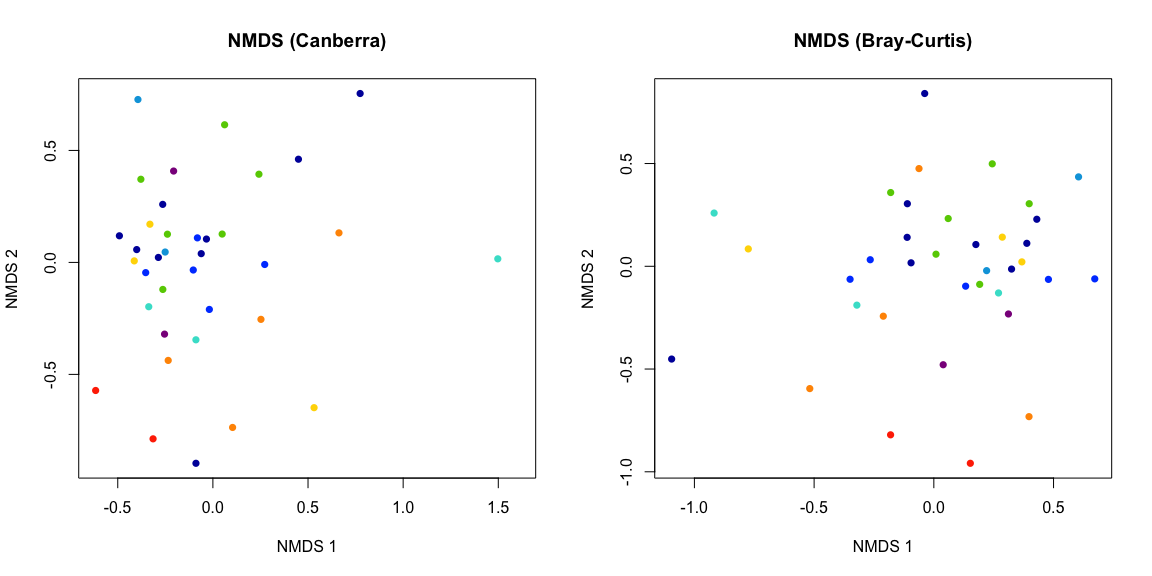 NMDS (Canberra)
NMDS 2
0.5
0.0
-0.5
-0.5 0.0 0.5 1.0 1.5
NMDS 1
NMDS (Bray-Curtis)
NMDS 2
0.5
0.0
-0.5
-1.0
-1.0 -0.5 0.0 0.5
NMDS 1